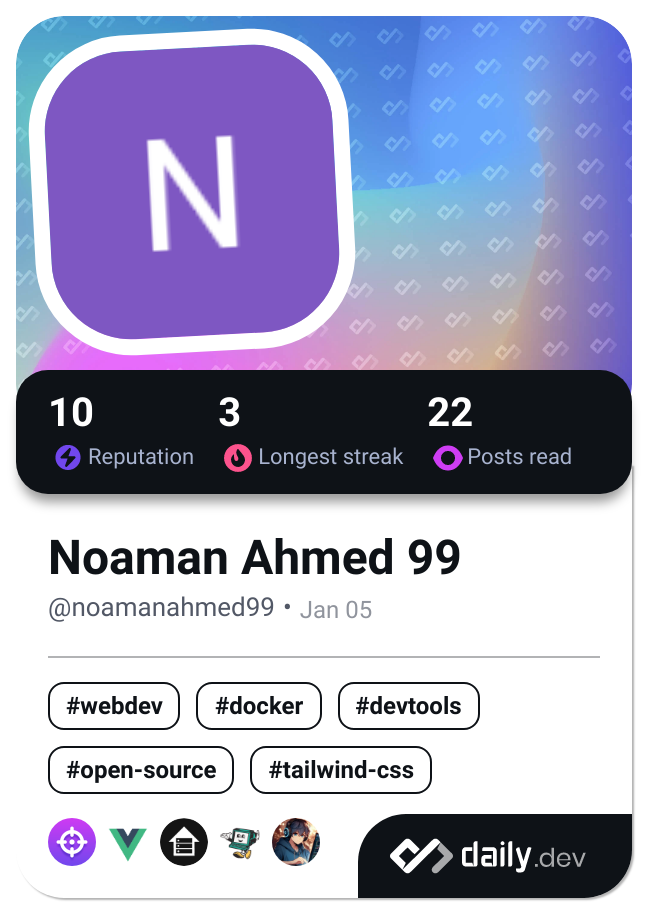 N
10 3 22
Reputation Longest streak Posts read
Noaman Ahmed 99
@noamanahmed99 • Jan 05
#webdev #docker #devtools
#open-source #tailwind-css
daily.dev